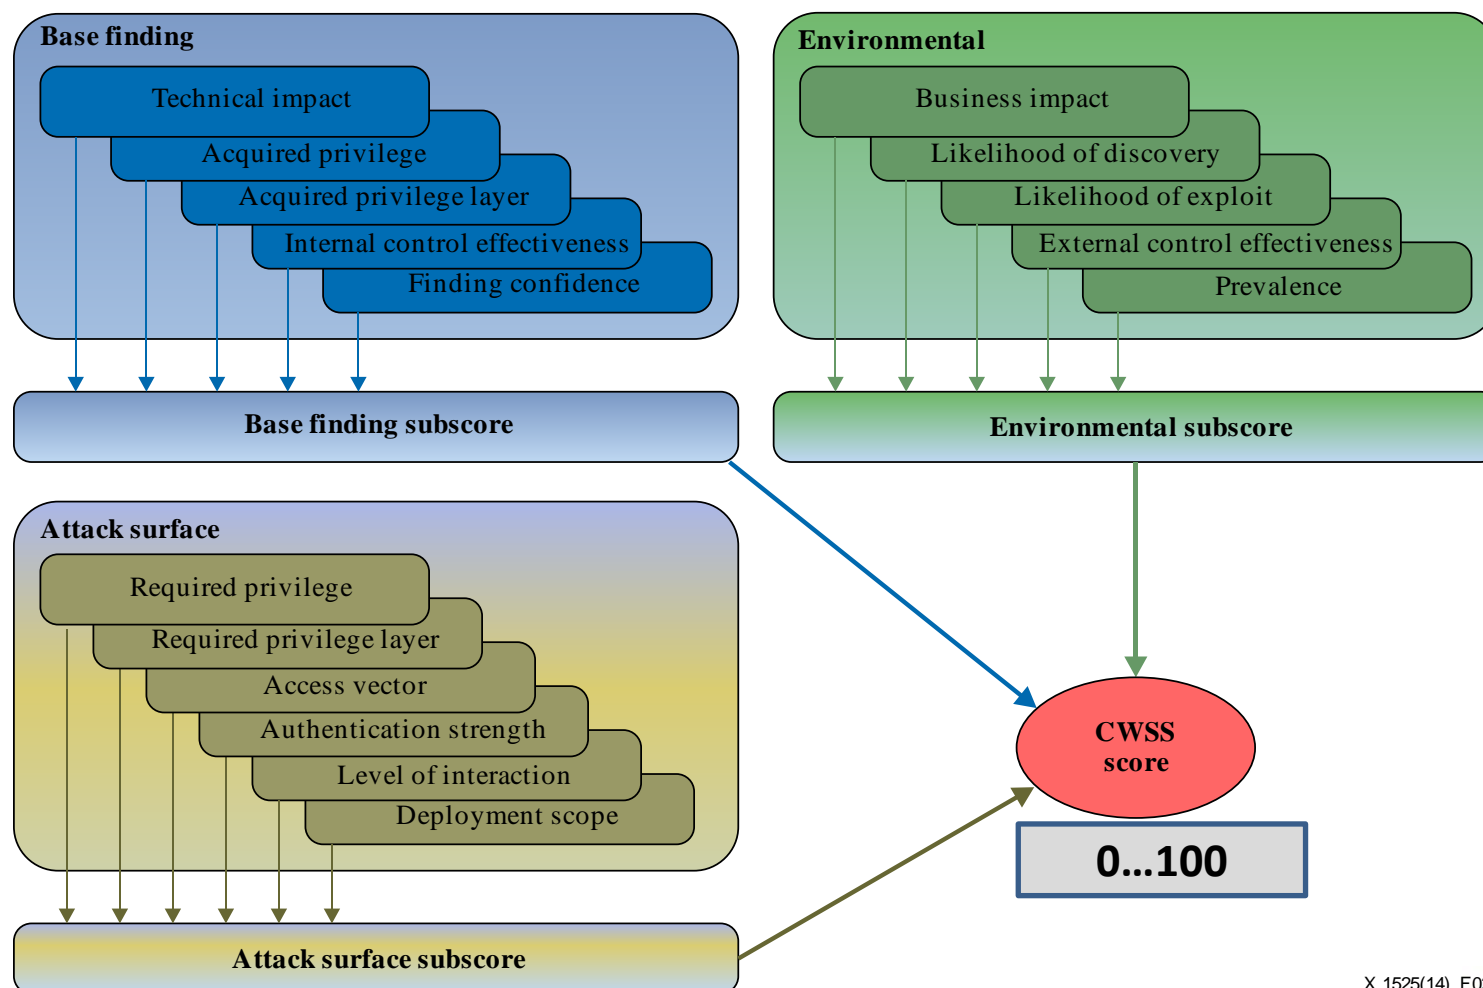 Base finding
Technical impact
Acquired privilege
Acquired privilege layer
Internal control effectiveness
Finding confidence
Base finding subscore
Environmental
Business impact
Likelihood of discovery
Likelihood of exploit
External control effectiveness
Prevalence
Environmental subscore
Attack surface
Required privilege
Required privilege layer
Access vector
Authentication strength
Level of interaction
Deployment scope
Attack surface subscore
CWSS
score
0...100